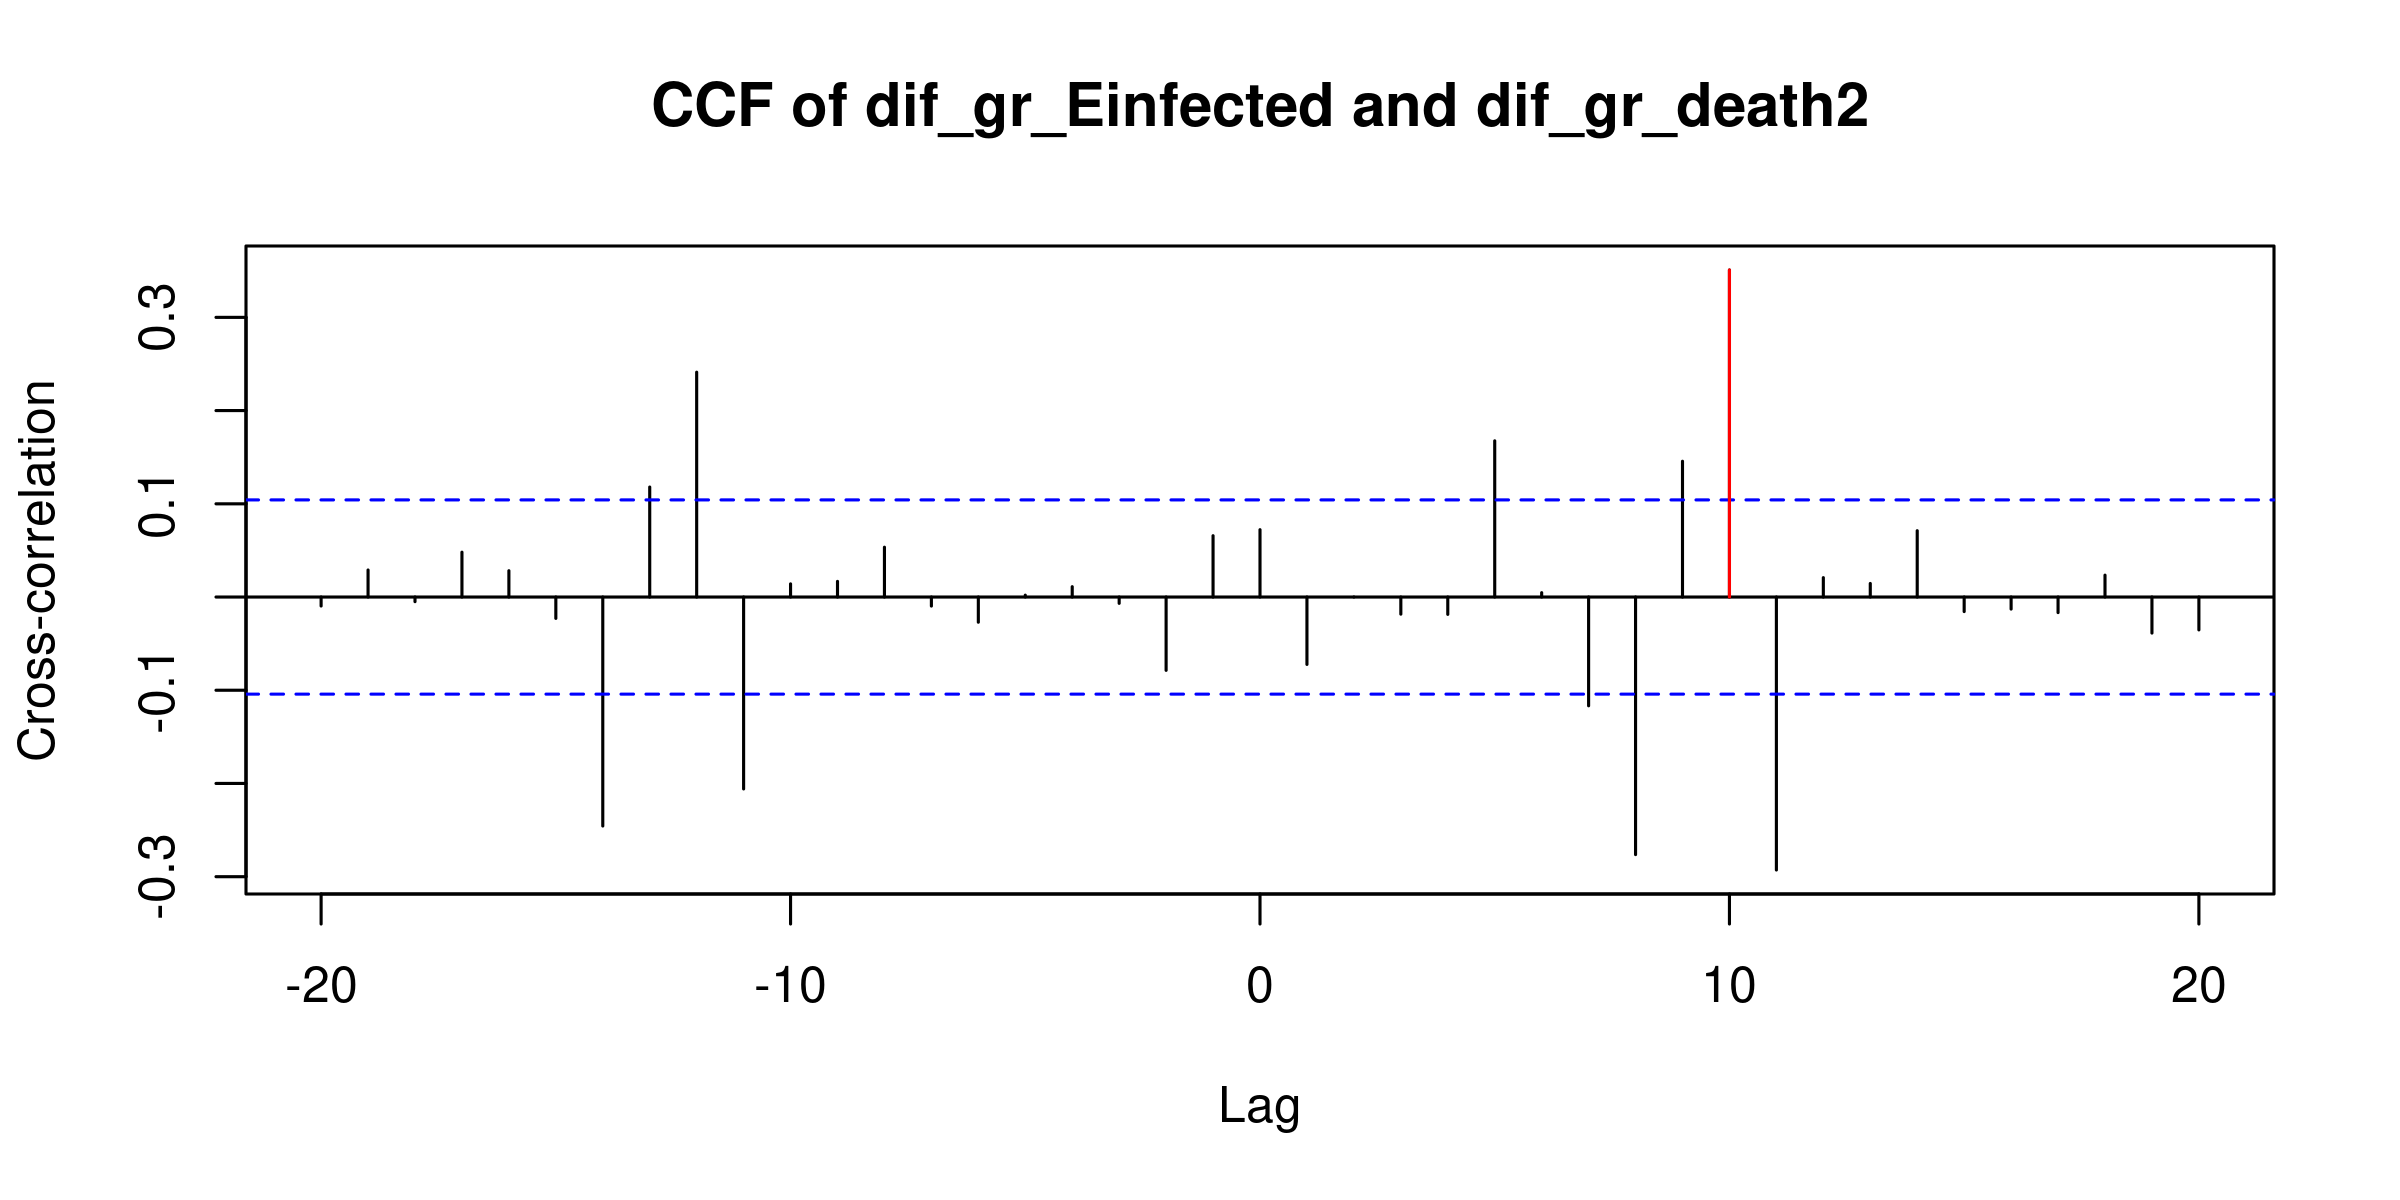 CCF of dif_gr_Einfected and dif_gr_death2
Cross-correlation
0.3
0.1
-0.1
-0.3
-20 -10 0 10 20
Lag